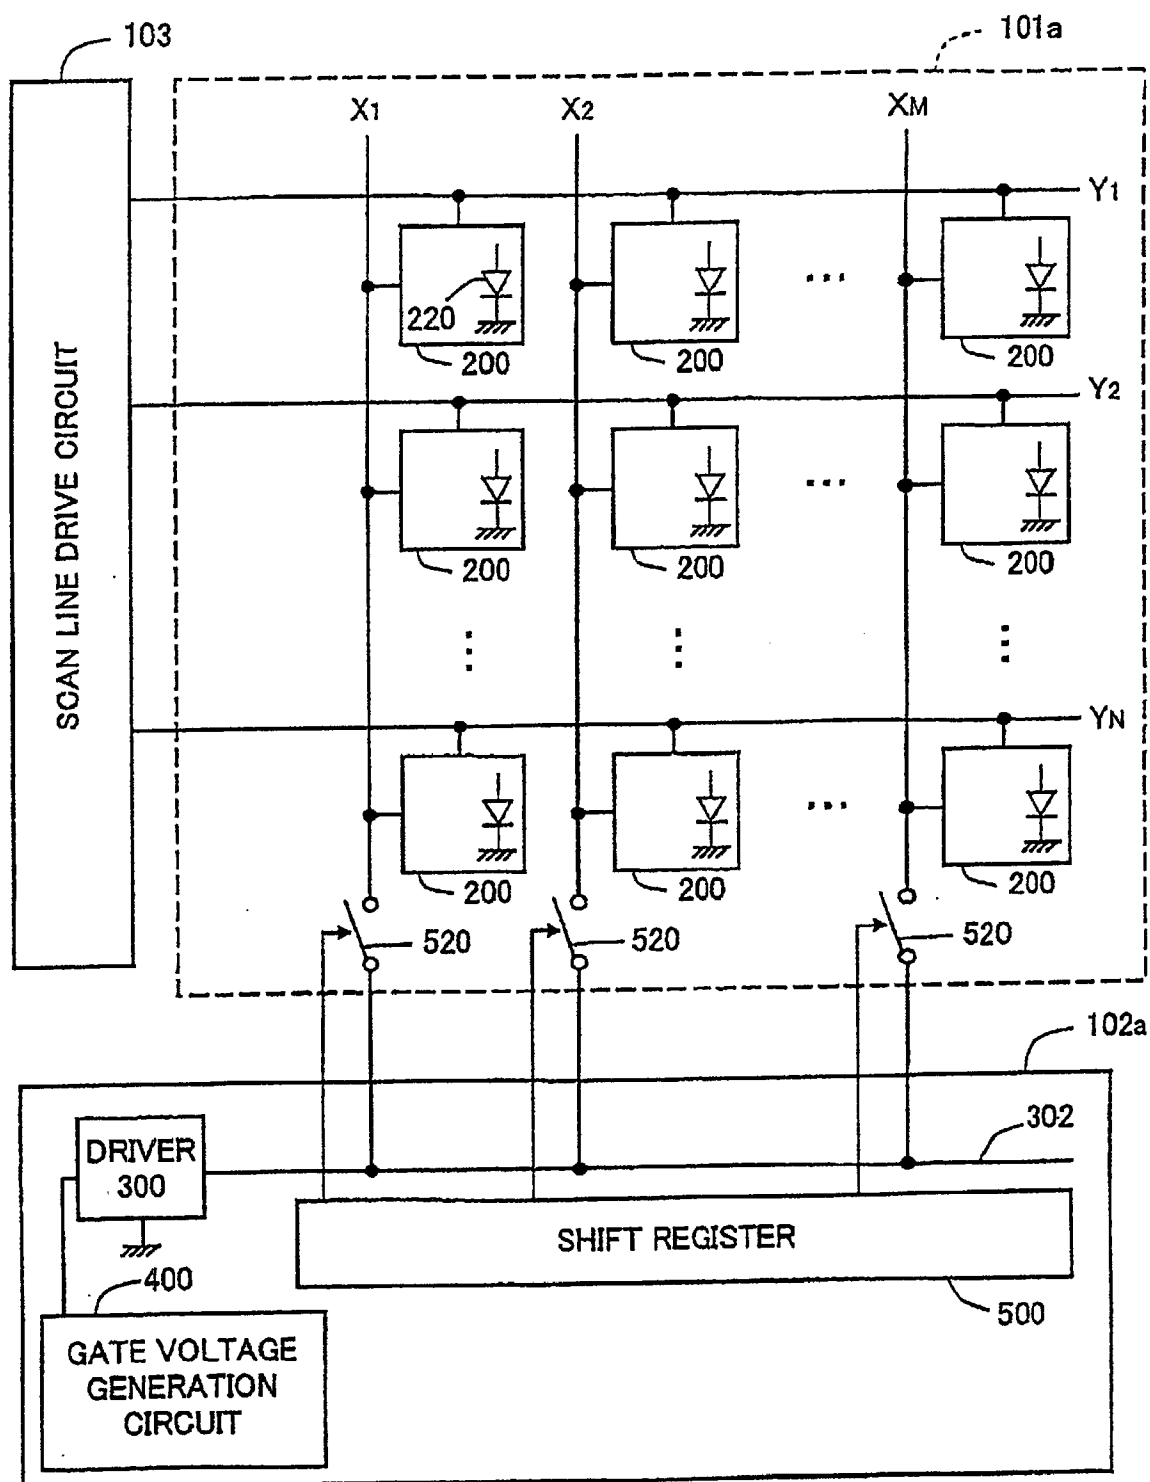 103
101a
X1
X2
XM
Y1
220
200
200
200
Y2
SCAN LINE DRIVE CIRCUIT
200
200
200
YN
200
200
200
520
520
520
102a
302
DRIVER
300
SHIFT REGISTER
400
500
GATE VOLTAGE
GENERATION
CIRCUIT